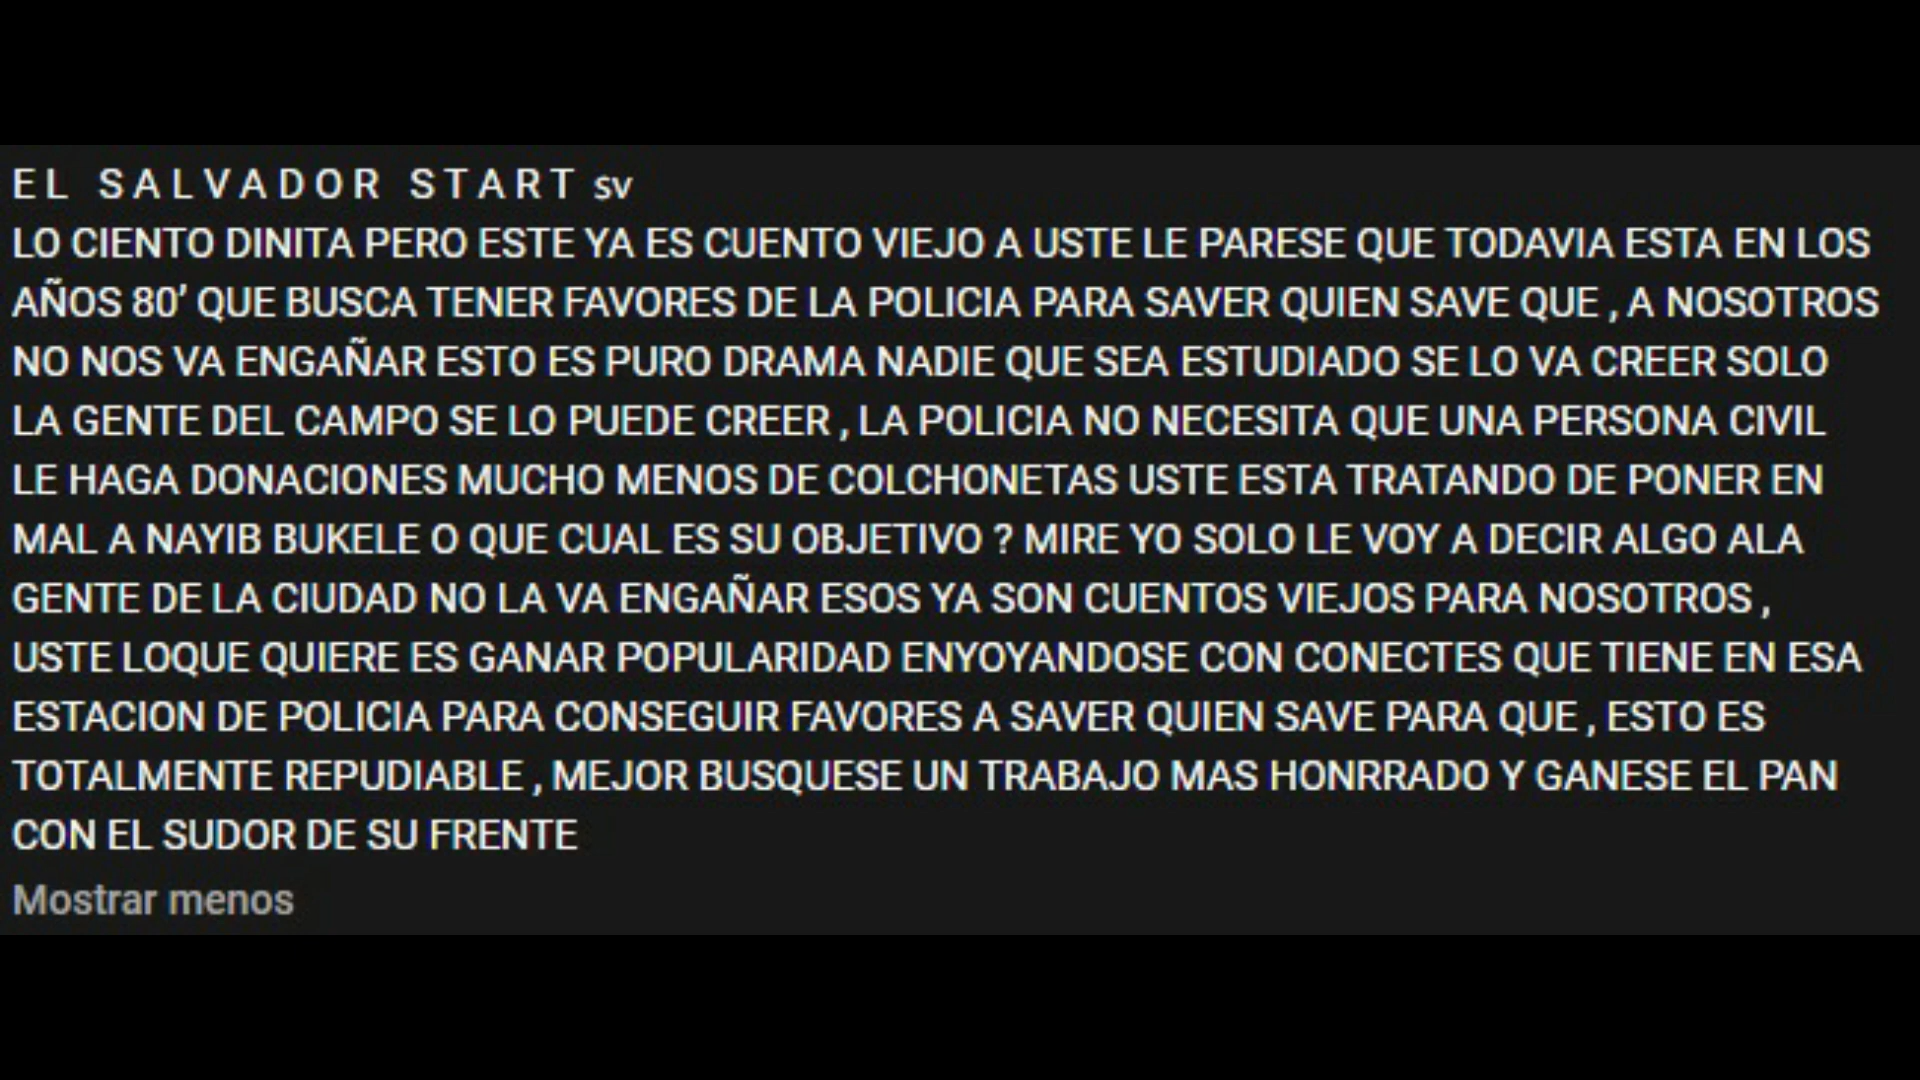 EL SALVADOR START sv
LO CIENTO DINITA PERO ESTE YA ES CUENTO VIEJO A USTE LE PARESE QUE TODAVIA ESTA EN LOS
AÑOS 80’ QUE BUSCA TENER FAVORES DE LA POLICIA PARA SAVER QUIEN SAVE QUE , A NOSOTROS
NO NOS VA ENGAÑAR ESTO ES PURO DRAMA NADIE QUE SEA ESTUDIADO SE LO VA CREER SOLO
LA GENTE DEL CAMPO SE LO PUEDE CREER , LA POLICIA NO NECESITA QUE UNA PERSONA CIVIL
LE HAGA DONACIONES MUCHO MENOS DE COLCHONETAS USTE ESTA TRATANDO DE PONER EN
MAL A NAYIB BUKELE O QUE CUAL ES SU OBJETIVO ? MIRE YO SOLO LE VOY A DECIR ALGO ALA
GENTE DE LA CIUDAD NO LA VA ENGAÑAR ESOS YA SON CUENTOS VIEJOS PARA NOSOTROS ,
USTE LOQUE QUIERE ES GANAR POPULARIDAD ENYOYANDOSE CON CONECTES QUE TIENE EN ESA
ESTACION DE POLICIA PARA CONSEGUIR FAVORES A SAVER QUIEN SAVE PARA QUE , ESTO ES
TOTALMENTE REPUDIABLE , MEJOR BUSQUESE UN TRABAJO MAS HONRRADO Y GANESE EL PAN
CON EL SUDOR DE SU FRENTE
Mostrar menos